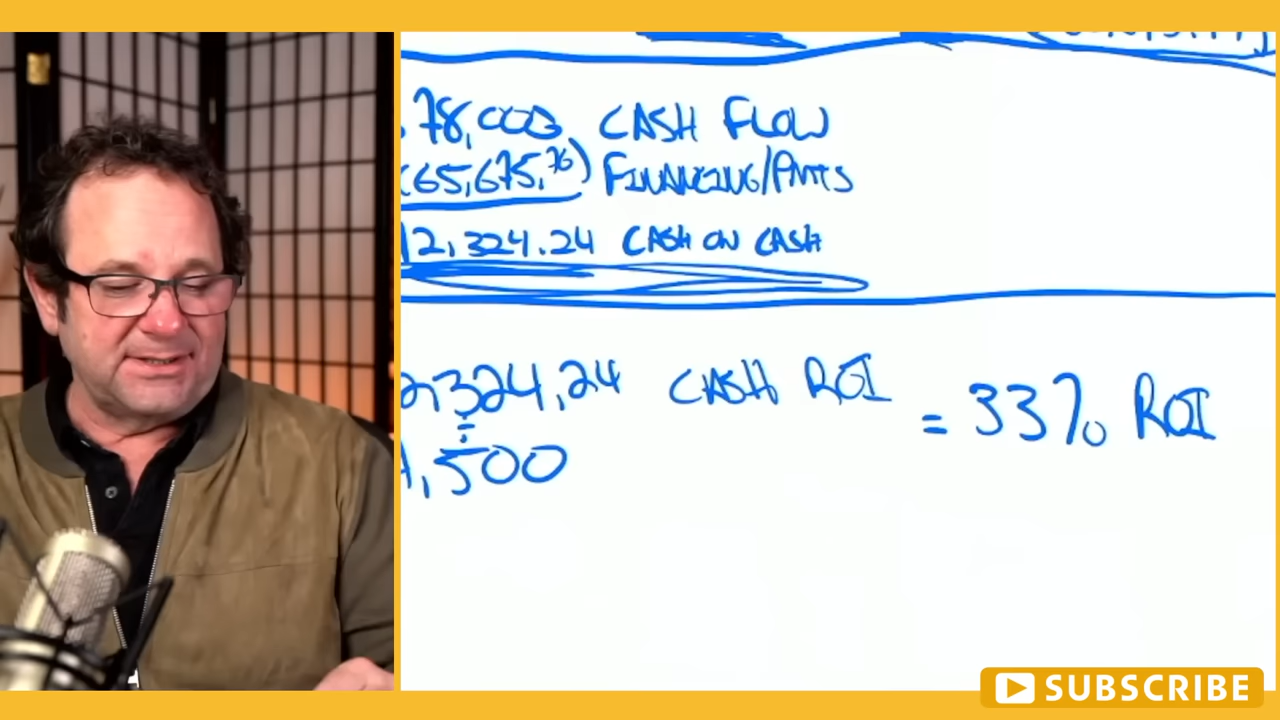 78,000 CASH FLOW
(65,675.76) FINANCING/PMTS
12,324.24 CASH ON CASH
2,324.24 CASH ROI
÷
,500
= 33% ROI
SUBSCRIBE